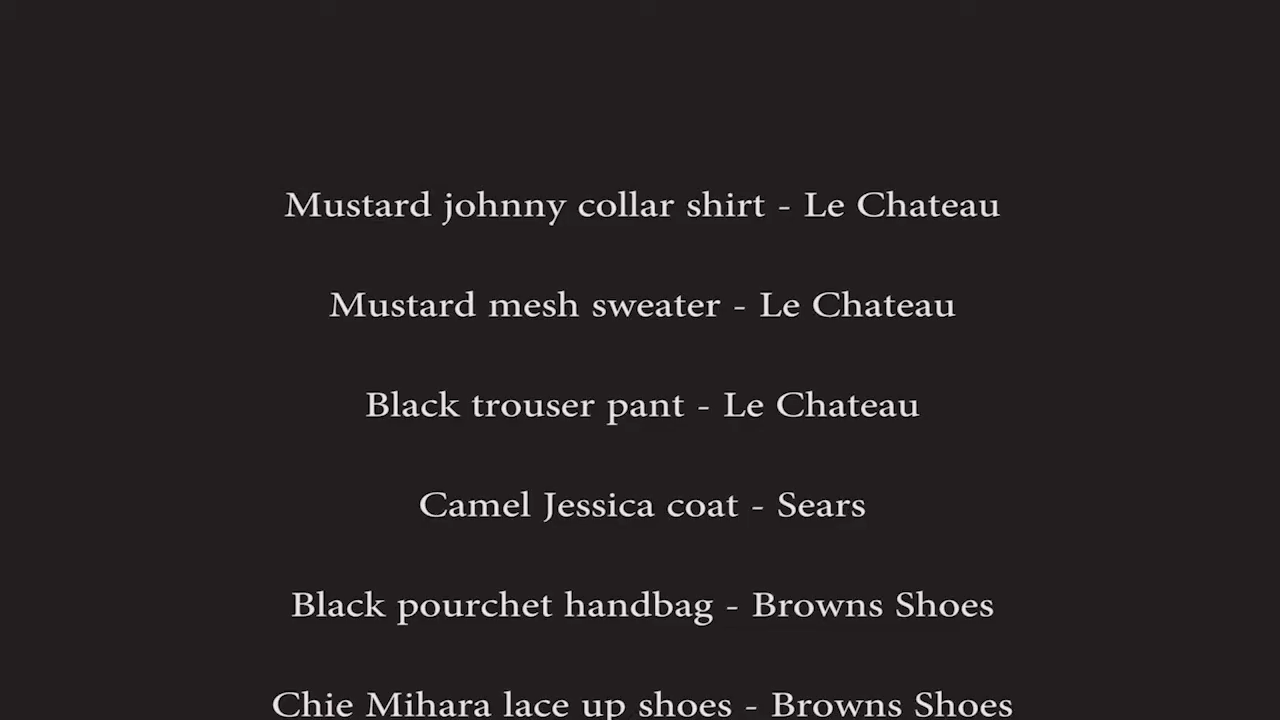 Mustard johnny collar shirt - Le Chateau
Mustard mesh sweater - Le Chateau
Black trouser pant - Le Chateau
Camel Jessica coat - Sears
Black pourchet handbag - Browns Shoes
Chie Mihara lace up shoes - Browns Shoes